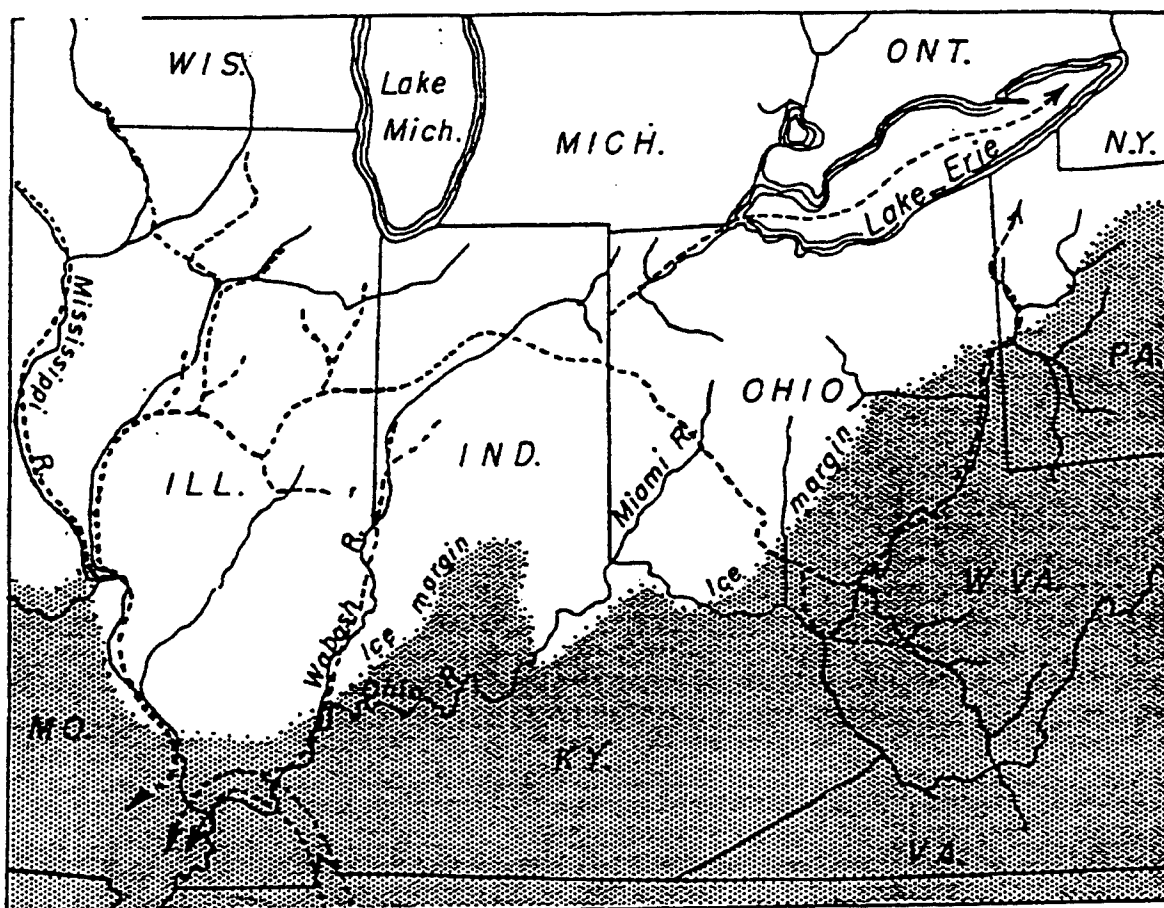 WIS.
Lake
Mich.
MICH.
ONT.
N.Y.
Lake Erie
Mississippi R.
PA.
OHIO
ILL.
IND.
Miami R.
Ice margin
Wabash R.
Ice margin
W. VA.
Ohio R.
MO.
KY.
VA.